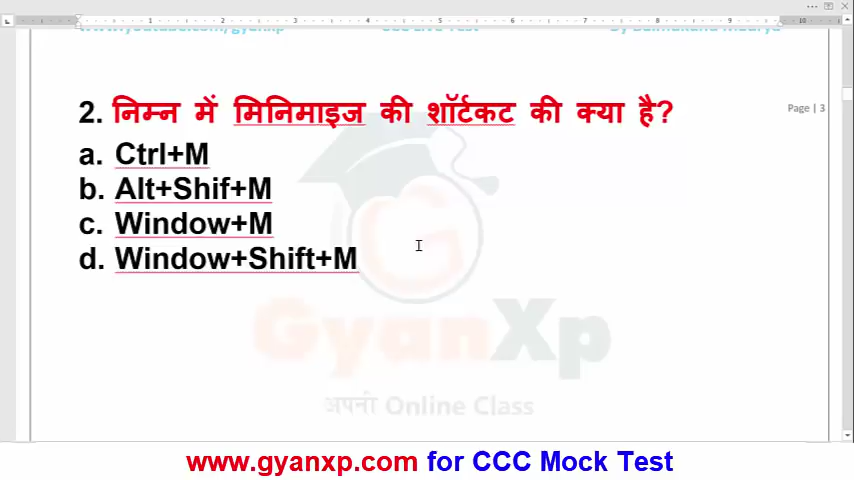 2. निम्न में मिनिमाइज की शॉर्टकट की क्या है?
Page | 3
a. Ctrl+M
b. Alt+Shif+M
c. Window+M
d. Window+Shift+M
GyanXp
अपनी Online Class
www.gyanxp.com for CCC Mock Test